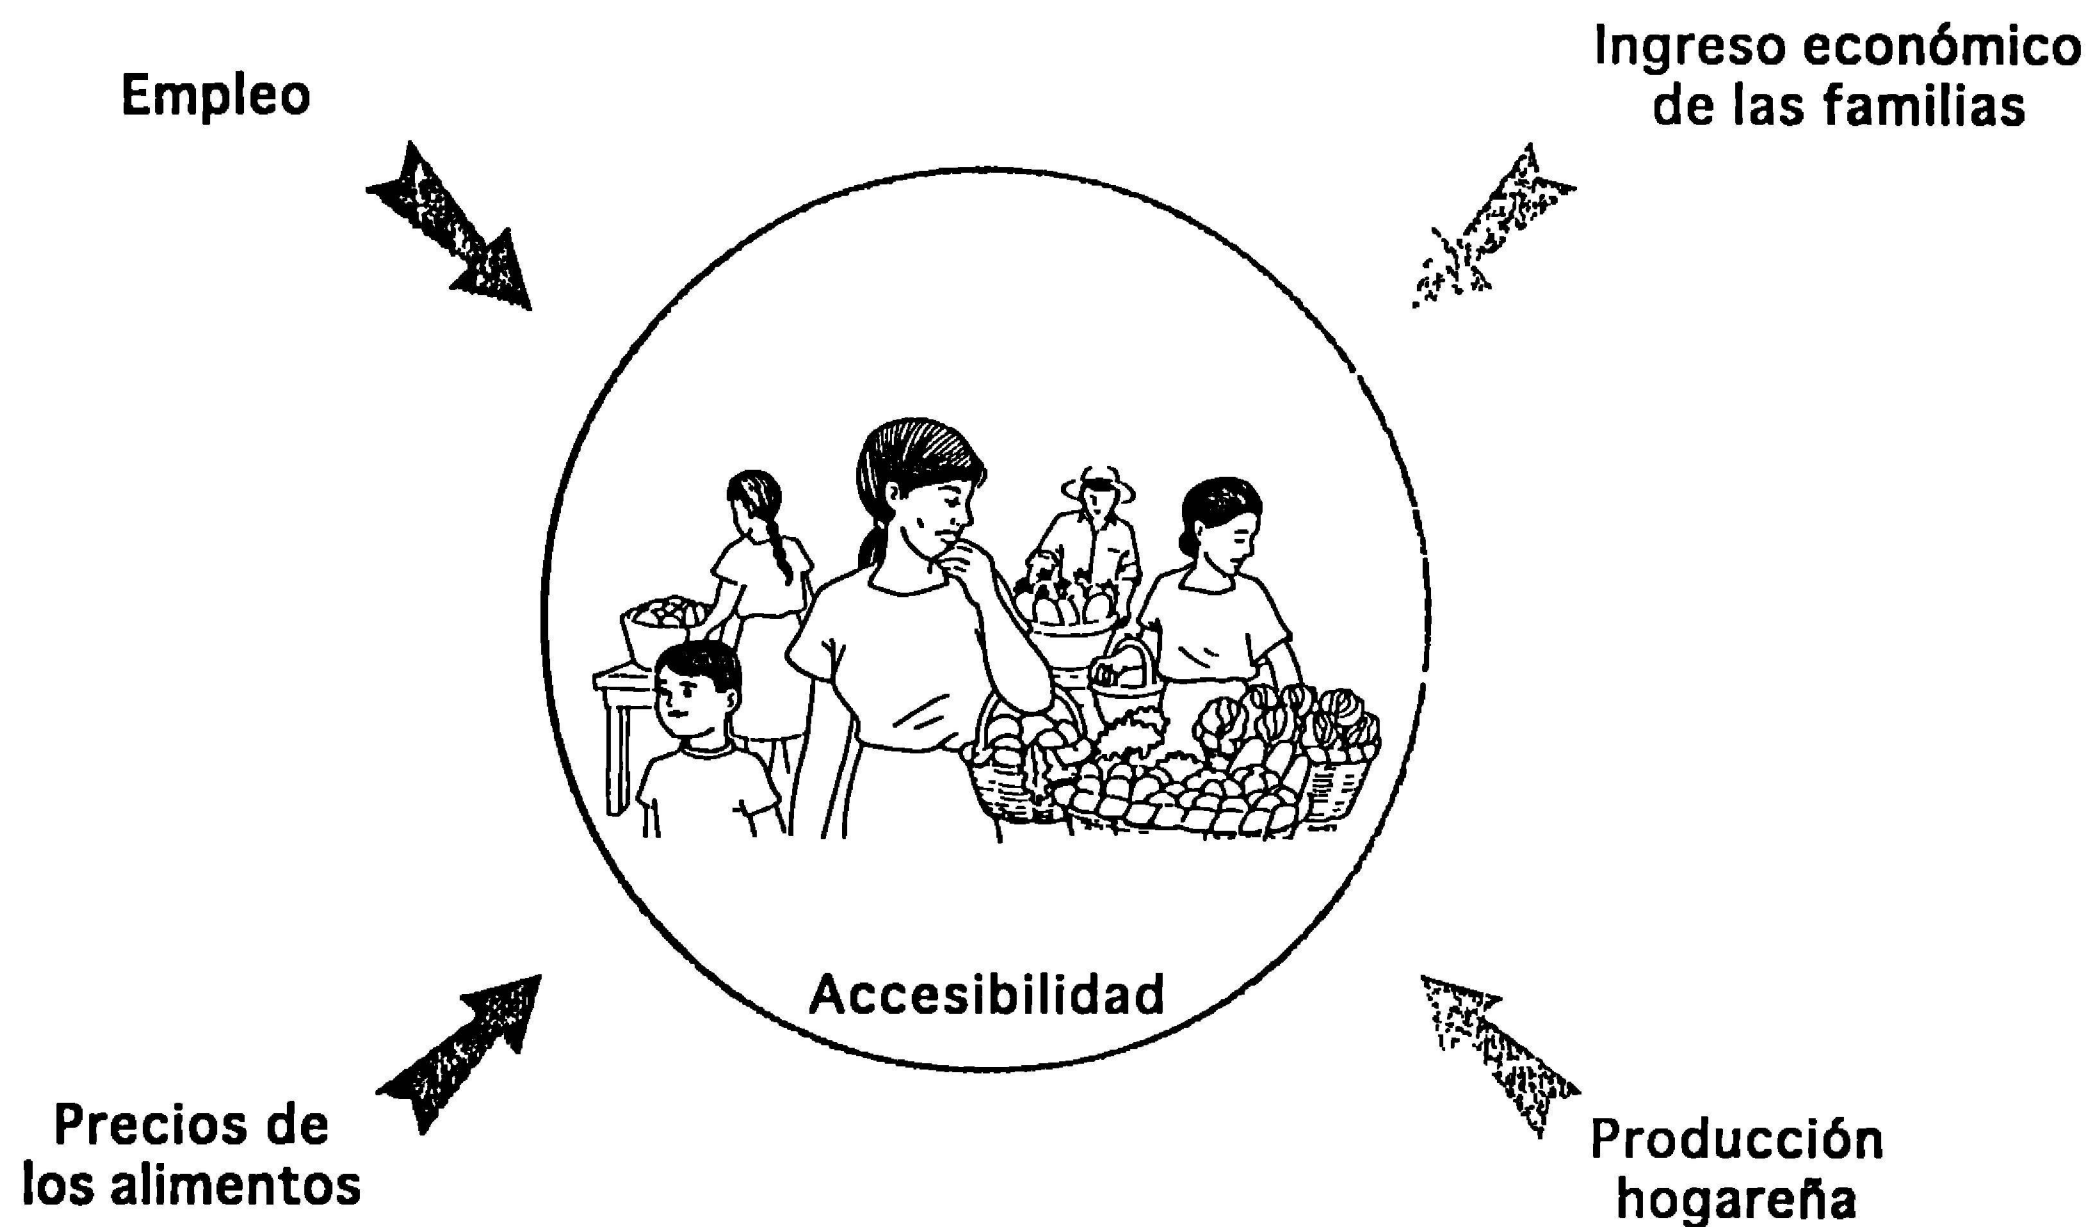 Empleo
Ingreso económico
de las familias
Accesibilidad
Precios de
los alimentos
Producción
hogareña